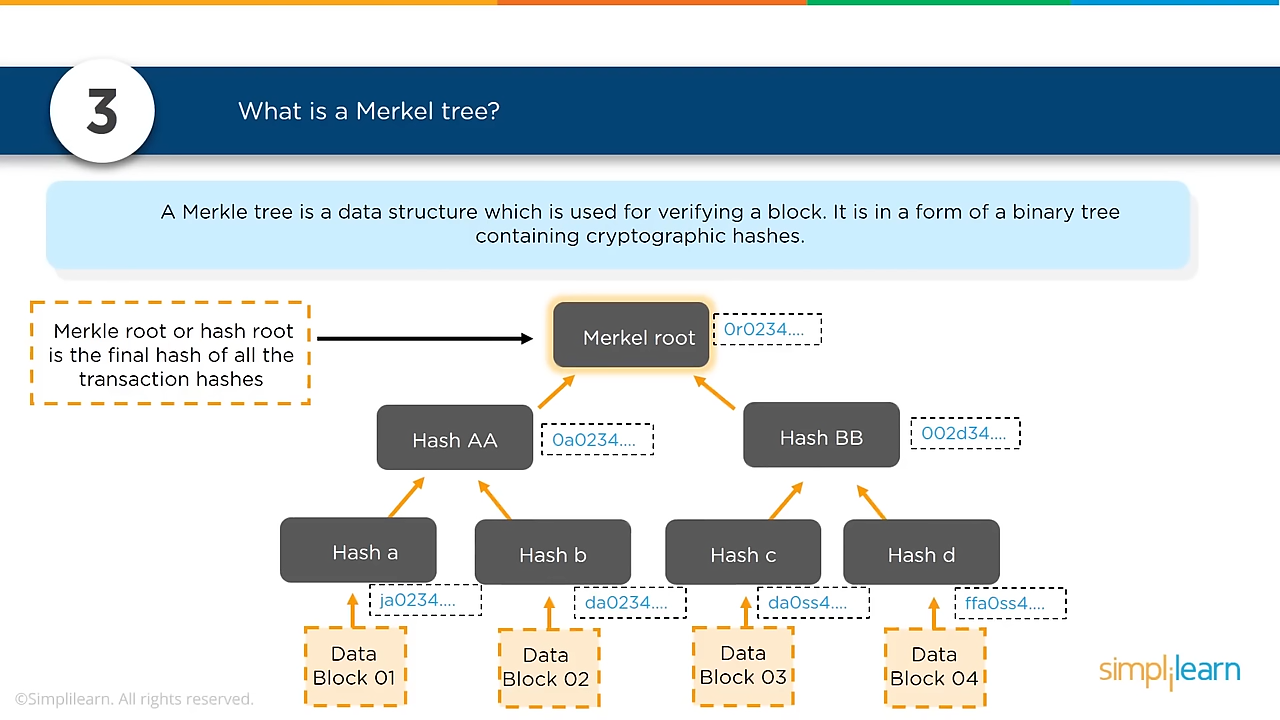 3
What is a Merkel tree?
A Merkle tree is a data structure which is used for verifying a block. It is in a form of a binary tree
containing cryptographic hashes.
Merkle root or hash root
is the final hash of all the
transaction hashes
Merkel root
0r0234....
Hash AA
0a0234....
Hash BB
002d34....
Hash a
Hash b
Hash c
Hash d
ja0234....
da0234....
da0ss4....
ffa0ss4....
Data
Block 01
Data
Block 02
Data
Block 03
Data
Block 04
simplilearn
©Simplilearn. All rights reserved.